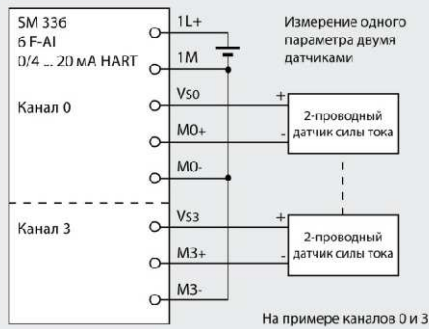 SM 336
6 F-AI
0/4 ... 20 мА HART
1L+
Измерение одного
параметра двумя
датчиками
1M
Канал 0
Vs0
+
M0+
-
2-проводный
датчик силы тока
M0-
Канал 3
Vs3
+
M3+
-
2-проводный
датчик силы тока
M3-
На примере каналов 0 и 3